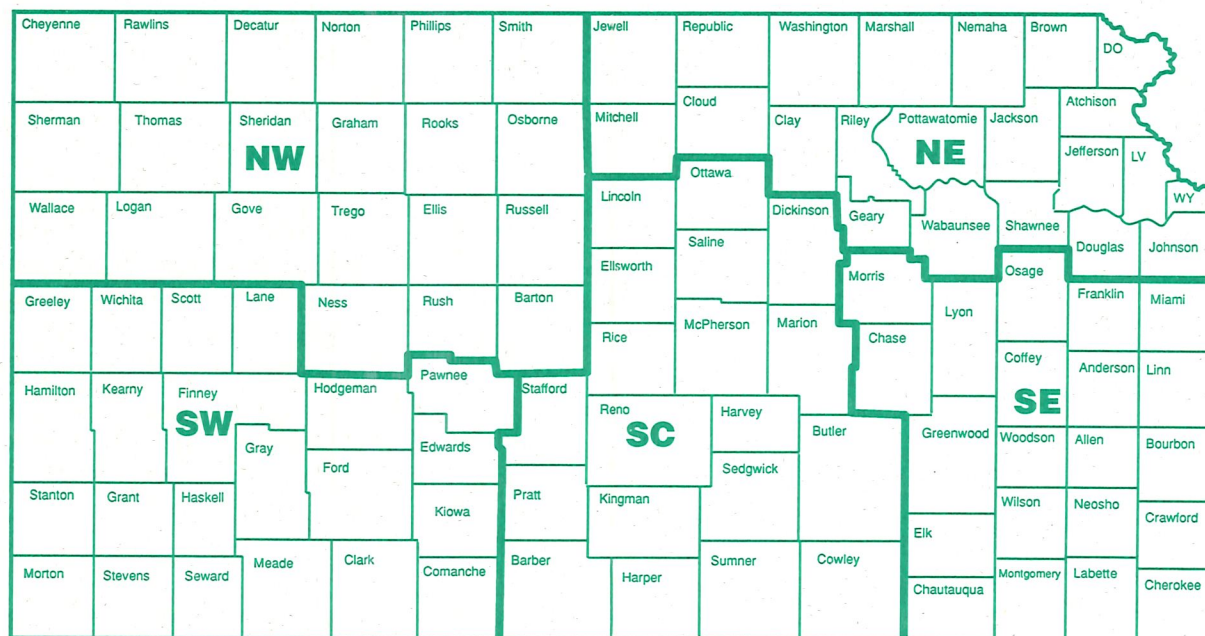 Cheyenne Rawlins Decatur Norton Phillips Smith Jewell Republic Washington Marshall Nemaha Brown
DO
Sherman Thomas Sheridan Graham Rooks Osborne Mitchell Cloud Clay Riley Pottawatomie Jackson Atchison
NW
NE
Jefferson LV
Ottawa
WY
Wallace Logan Gove Trego Ellis Russell Lincoln Dickinson Geary Wabaunsee Shawnee
Saline
Douglas Johnson
Ellsworth
Morris Osage
Greeley Wichita Scott Lane Ness Rush Barton Franklin Miami
Lyon
Rice McPherson Marion Chase
Hamilton Kearny Finney Hodgeman Pawnee Stafford Coffey Anderson Linn
SW
SC
SE
Reno Harvey
Butler Greenwood Woodson Allen Bourbon
Gray Edwards
Ford Sedgwick
Stanton Grant Haskell Kiowa Pratt Kingman Wilson Neosho Crawford
Elk
Morton Stevens Seward Meade Clark Comanche Barber Harper Sumner Cowley Chautauqua Montgomery Labette Cherokee